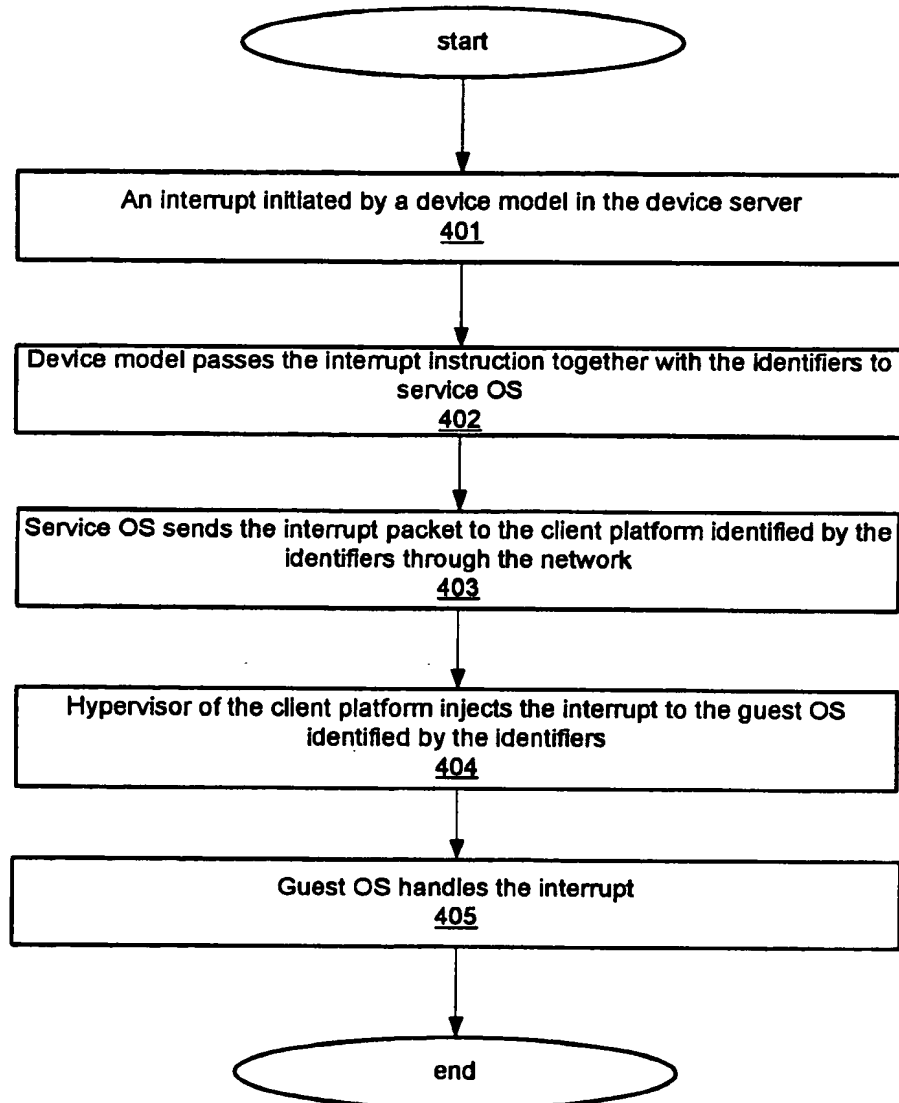 start
An interrupt initiated by a device model in the device server
401
Device model passes the interrupt instruction together with the identifiers to
service OS
402
Service OS sends the interrupt packet to the client platform identified by the
identifiers through the network
403
Hypervisor of the client platform injects the interrupt to the guest OS
identified by the identifiers
404
Guest OS handles the interrupt
405
end